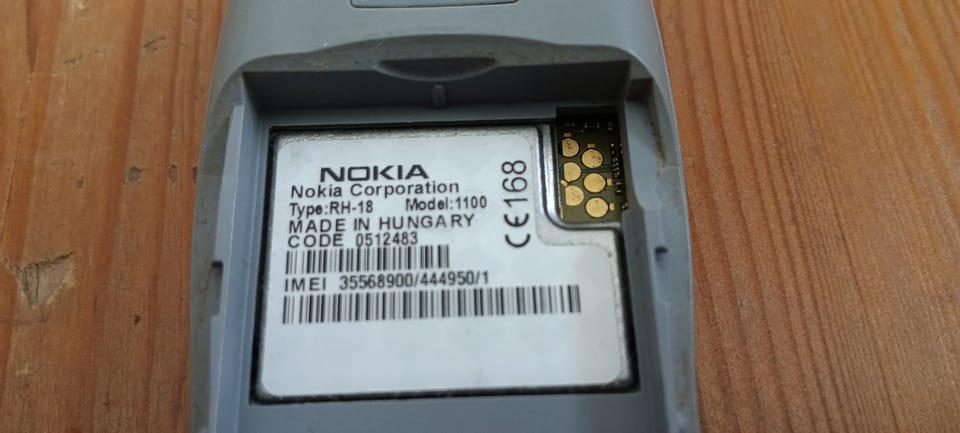 NOKIA
Nokia Corporation
Type:RH-18 Model:1100
MADE IN HUNGARY
CODE 0512483
IMEI 35568900/444950/1
CE168